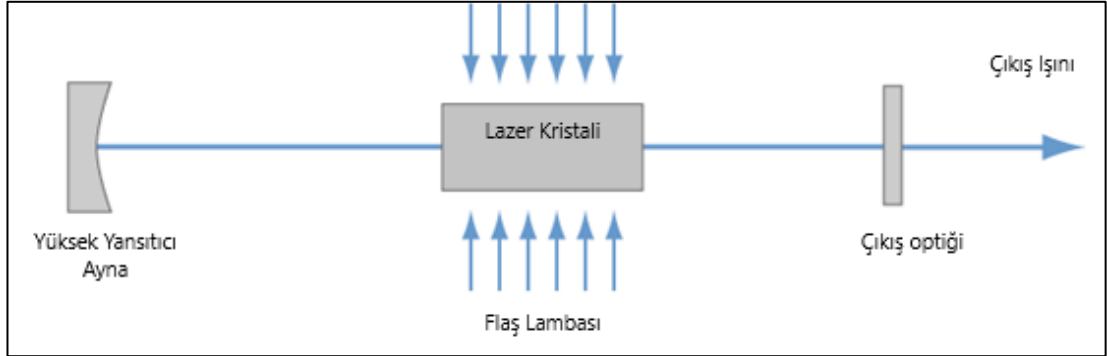 Çıkış Işını
Lazer Kristali
Yüksek Yansıtıcı
Ayna
Çıkış optiği
Flaş Lambası